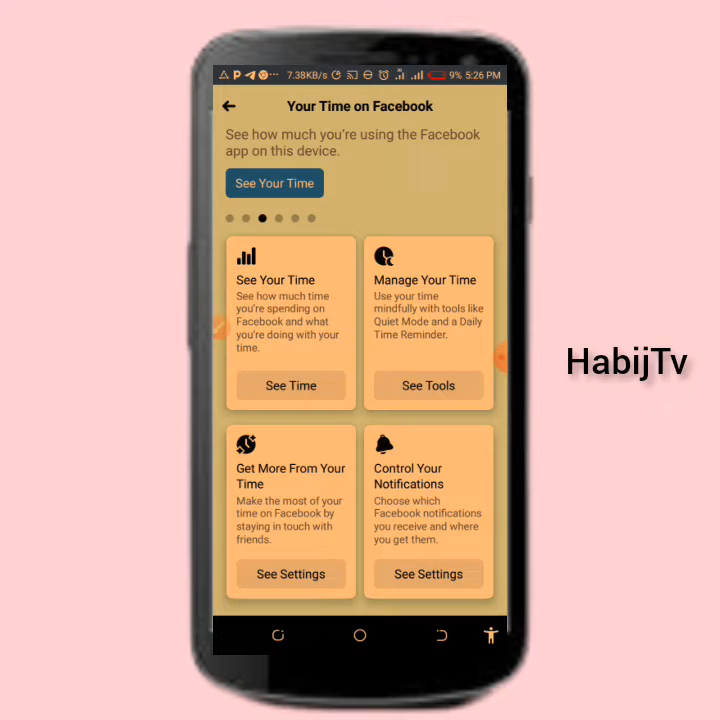 7.38KB/s 9% 5:26 PM
Your Time on Facebook
See how much you're using the Facebook
app on this device.
See Your Time
See Your Time
See how much time
you're spending on
Facebook and what
you're doing with your
time.
See Time
Manage Your Time
Use your time
mindfully with tools like
Quiet Mode and a Daily
Time Reminder.
See Tools
Get More From Your
Time
Make the most of your
time on Facebook by
staying in touch with
friends.
See Settings
Control Your
Notifications
Choose which
Facebook notifications
you receive and where
you get them.
See Settings
HabijTv